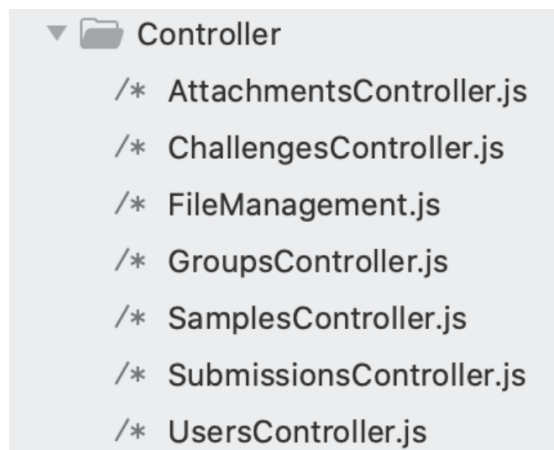 Controller
/* AttachmentsController.js
/* ChallengesController.js
/* FileManagement.js
/* GroupsController.js
/* SamplesController.js
/* SubmissionsController.js
/* UsersController.js